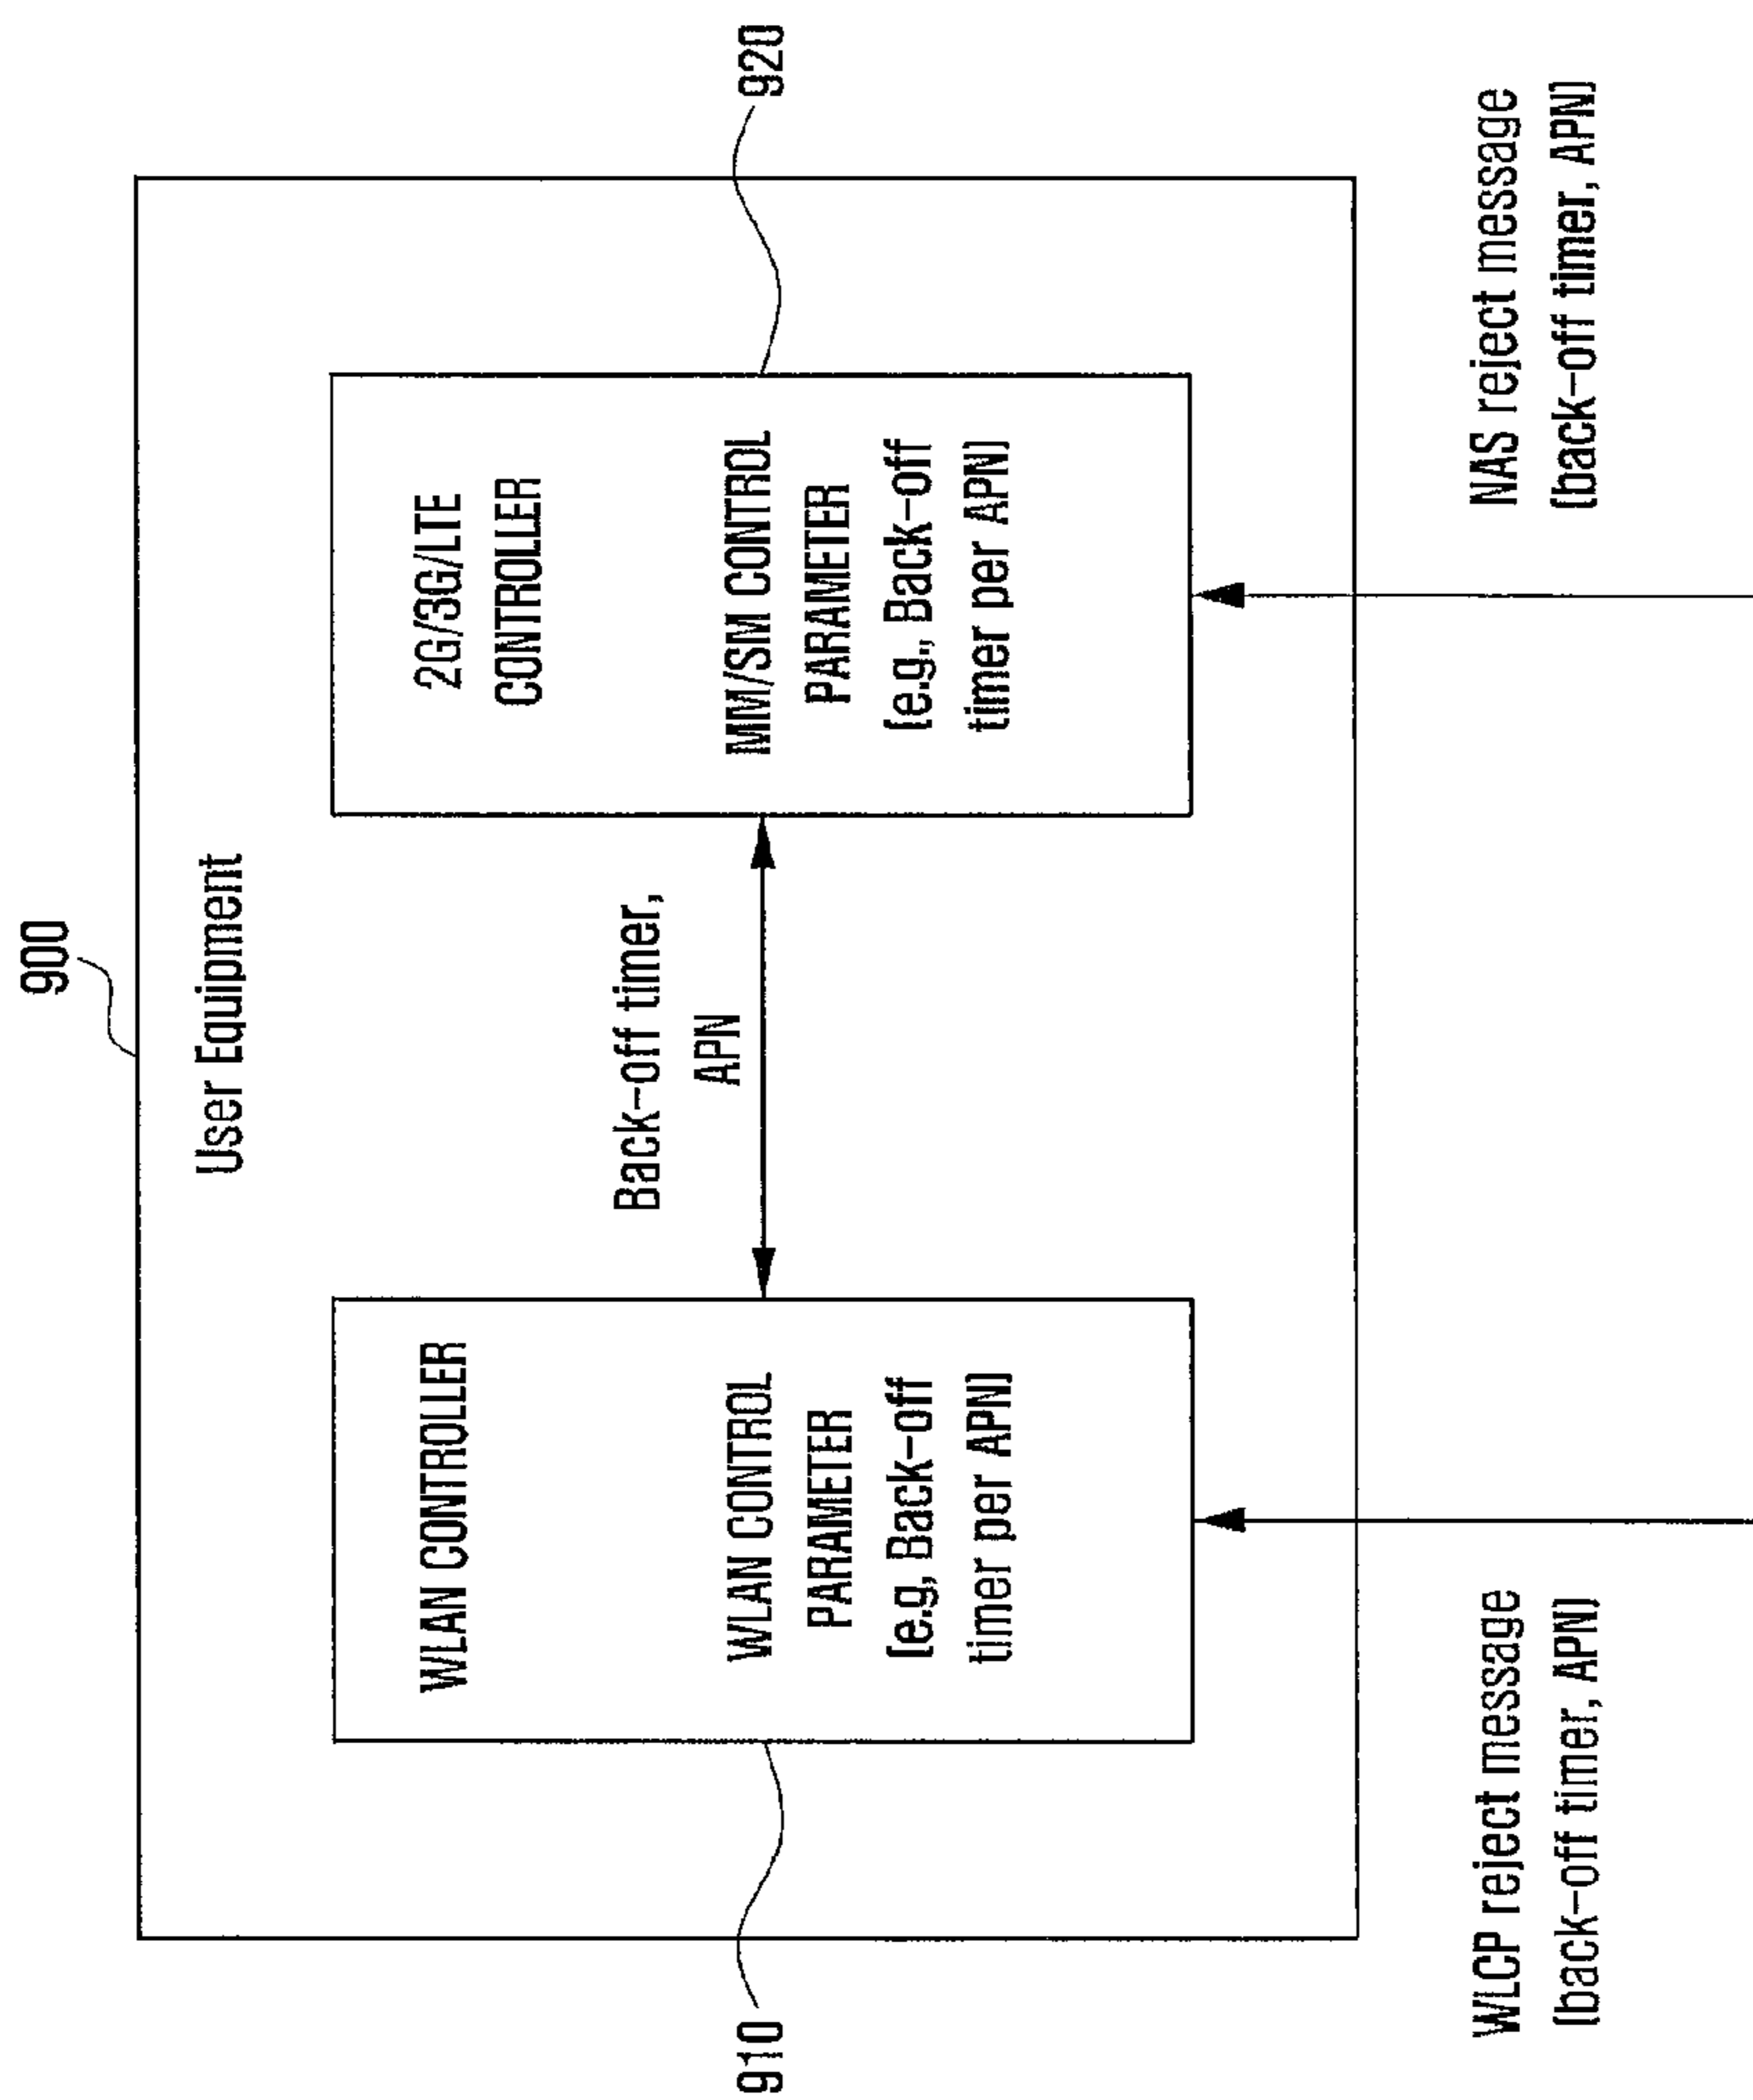 900
User Equipment
WLAN CONTROLLER
WLAN CONTROL
PARAMETER
(e.g, Back-off
timer per APN)
910
Back-off timer,
APN
2G/3G/LTE
CONTROLLER
MM/SM CONTROL
PARAMETER
(e.g., Back-off
timer per APN)
920
WLCP reject message
(back-off timer, APN)
NAS reject message
(back-off timer, APN)